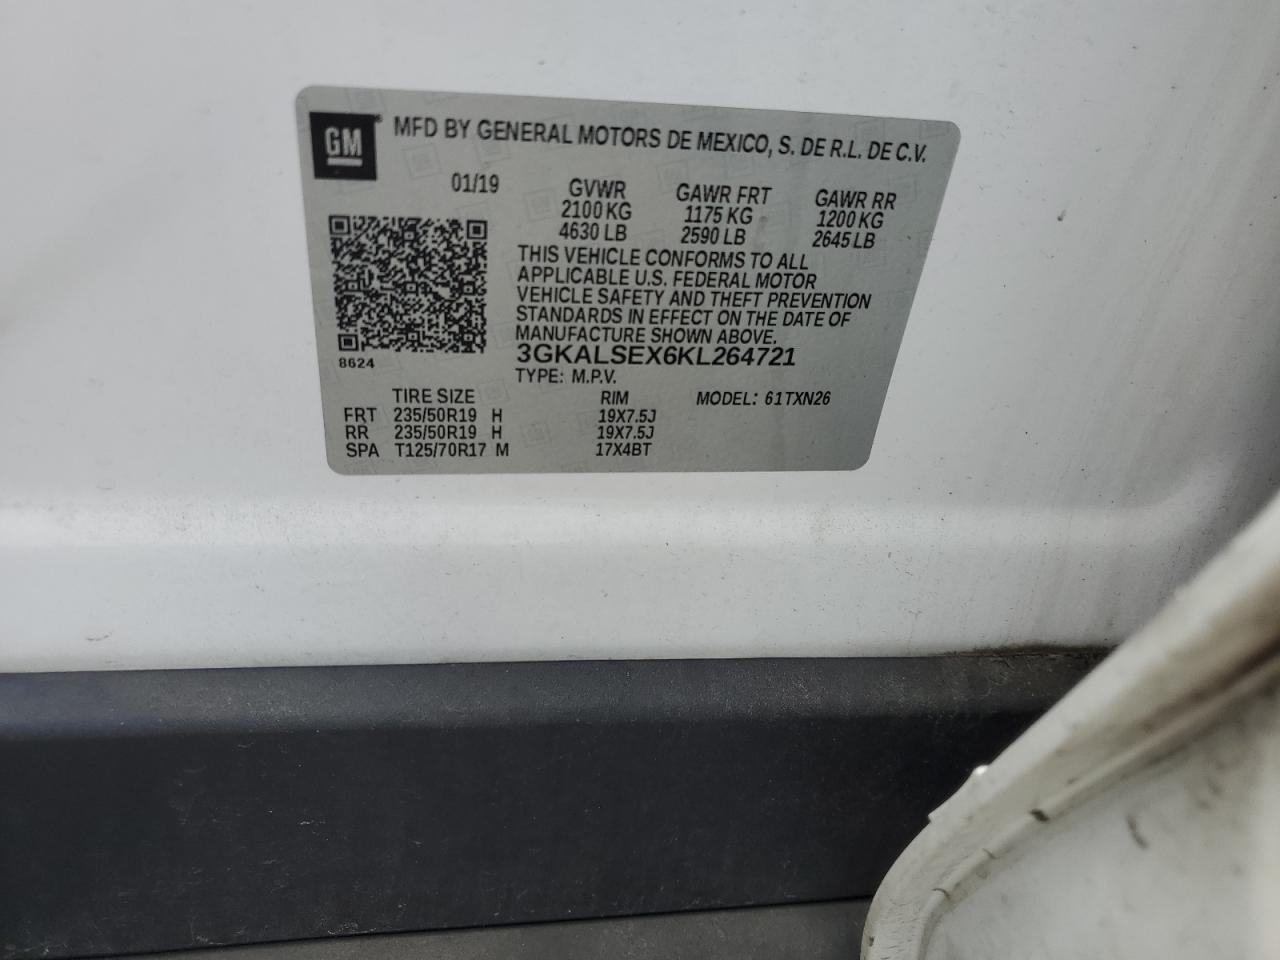 GM
MFD BY GENERAL MOTORS DE MEXICO, S. DE R.L. DE C.V.
01/19 GVWR GAWR FRT GAWR RR
2100 KG 1175 KG 1200 KG
4630 LB 2590 LB 2645 LB
THIS VEHICLE CONFORMS TO ALL
APPLICABLE U.S. FEDERAL MOTOR
VEHICLE SAFETY AND THEFT PREVENTION
STANDARDS IN EFFECT ON THE DATE OF
MANUFACTURE SHOWN ABOVE.
8624
3GKALSEX6KL264721
TYPE: M.P.V.
TIRE SIZE RIM MODEL: 61TXN26
FRT 235/50R19 H 19X7.5J
RR 235/50R19 H 19X7.5J
SPA T125/70R17 M 17X4BT